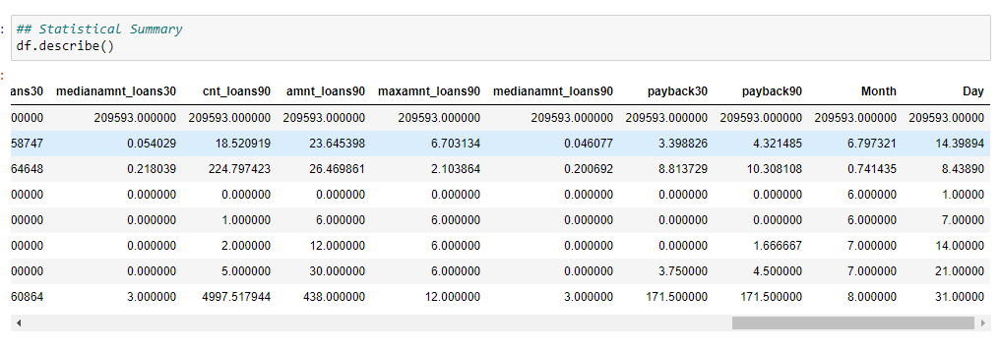 ## Statistical Summary
df.describe()
ans30 medianamnt_loans30 cnt_loans90 amnt_loans90 maxamnt_loans90 medianamnt_loans90 payback30 payback90 Month Day
00000 209593.000000 209593.000000 209593.000000 209593.000000 209593.000000 209593.000000 209593.000000 209593.000000 209593.00000
58747 0.054029 18.520919 23.645398 6.703134 0.046077 3.398826 4.321485 6.797321 14.39894
64648 0.218039 224.797423 26.469861 2.103864 0.200692 8.813729 10.308108 0.741435 8.43890
00000 0.000000 0.000000 0.000000 0.000000 0.000000 0.000000 0.000000 6.000000 1.00000
00000 0.000000 1.000000 6.000000 6.000000 0.000000 0.000000 0.000000 6.000000 7.00000
00000 0.000000 2.000000 12.000000 6.000000 0.000000 0.000000 1.666667 7.000000 14.00000
00000 0.000000 5.000000 30.000000 6.000000 0.000000 3.750000 4.500000 7.000000 21.00000
60864 3.000000 4997.517944 438.000000 12.000000 3.000000 171.500000 171.500000 8.000000 31.00000